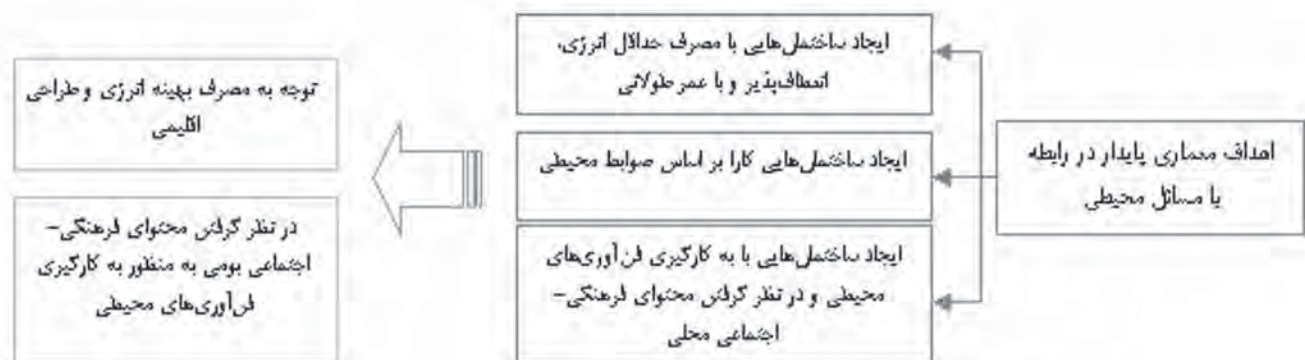 اهداف معماری پایدار در رابطه
با مسائل محیطی
ایجاد ساختمان‌هایی با مصرف حداقل انرژی،
انعطاف‌پذیر و با عمر طولانی
ایجاد ساختمان‌هایی کارا بر اساس ضوابط محیطی
ایجاد ساختمان‌هایی با به کارگیری فن‌آوری‌های
محیطی و در نظر گرفتن محتوای فرهنگی-
اجتماعی محلی
توجه به مصرف بهینه انرژی و طراحی
اقلیمی
در نظر گرفتن محتوای فرهنگی-
اجتماعی بومی به منظور به کارگیری
فن‌آوری‌های محیطی